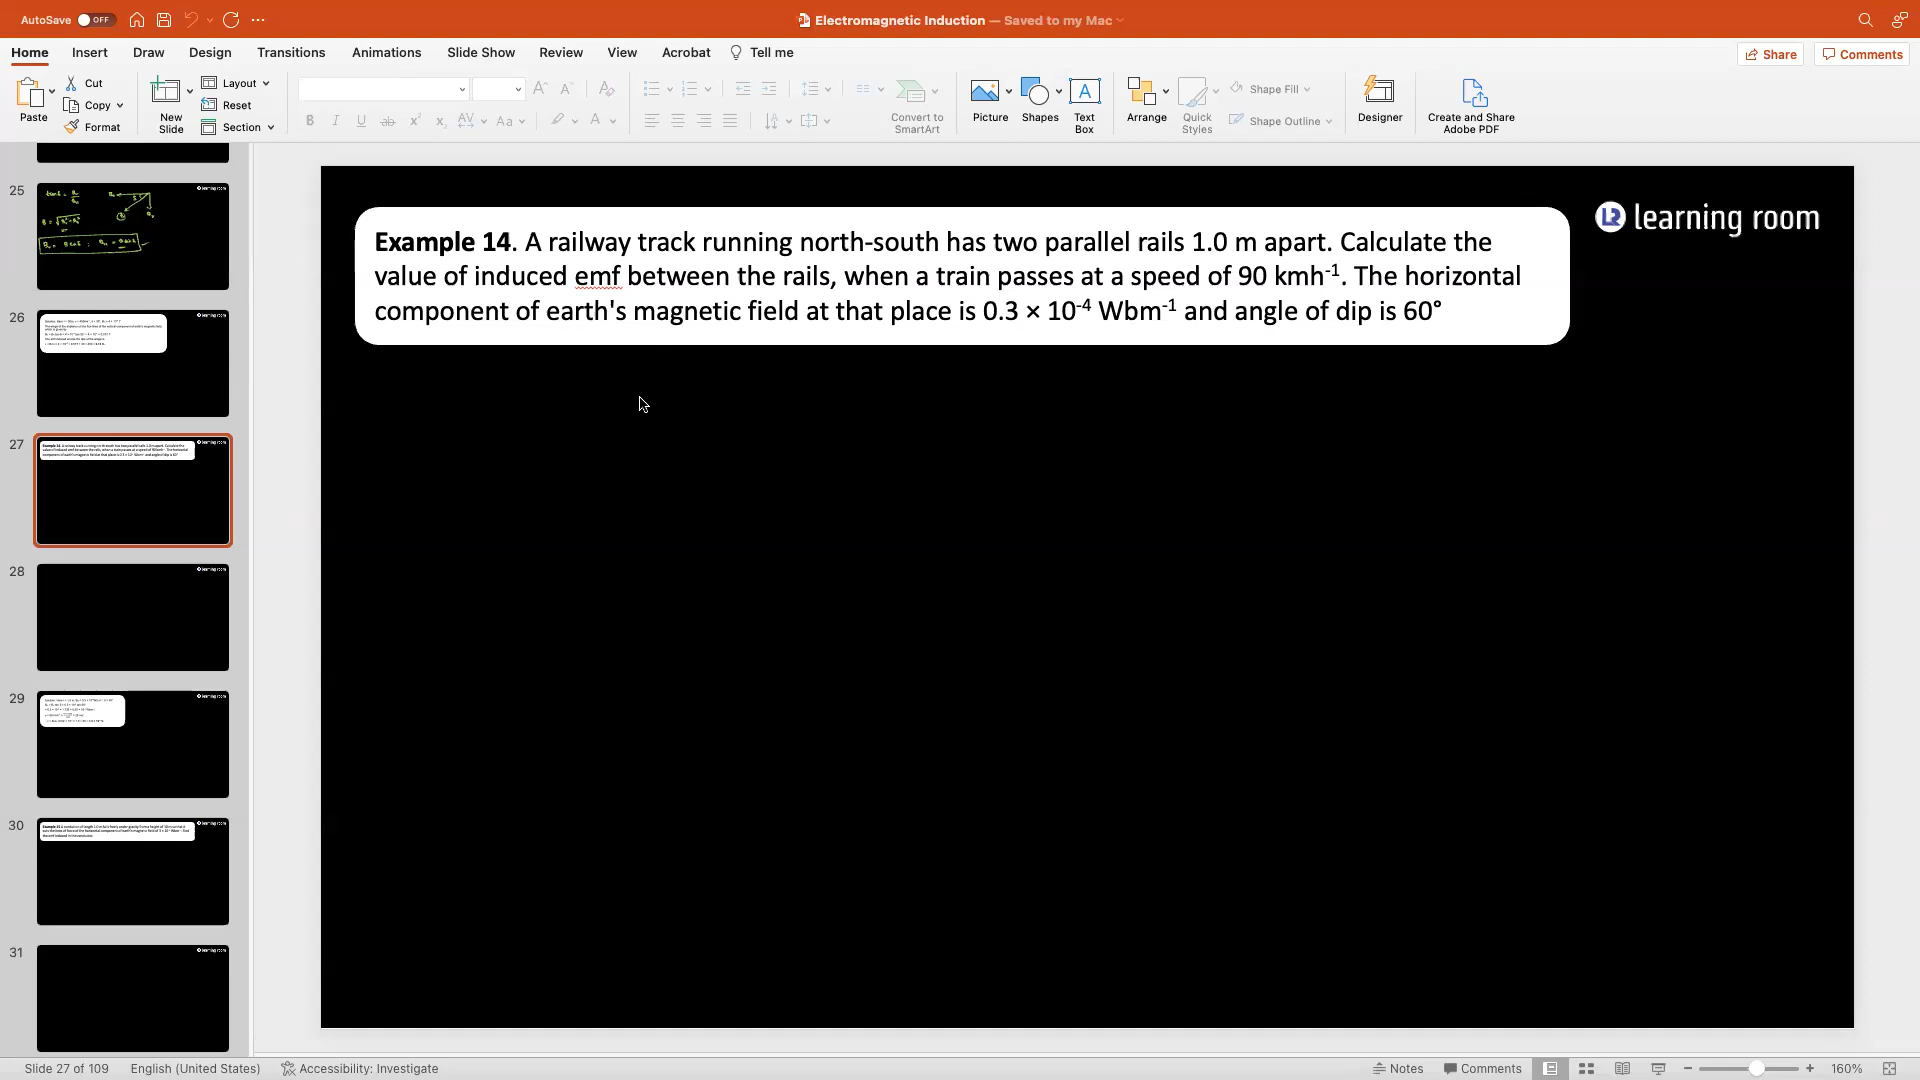 AutoSave OFF
Electromagnetic Induction — Saved to my Mac
Home Insert Draw Design Transitions Animations Slide Show Review View Acrobat Tell me
Share Comments
Paste
Cut
Copy
Format
New Slide
Layout
Reset
Section
Convert to SmartArt
Picture
Shapes
Text Box
Arrange
Quick Styles
Shape Fill
Shape Outline
Designer
Create and Share Adobe PDF
25
26
27
28
29
30
31
learning room
Example 14. A railway track running north-south has two parallel rails 1.0 m apart. Calculate the
value of induced emf between the rails, when a train passes at a speed of 90 kmh⁻¹. The horizontal
component of earth's magnetic field at that place is 0.3 × 10⁻⁴ Wbm⁻¹ and angle of dip is 60°
Slide 27 of 109 English (United States) Accessibility: Investigate
Notes Comments 160%